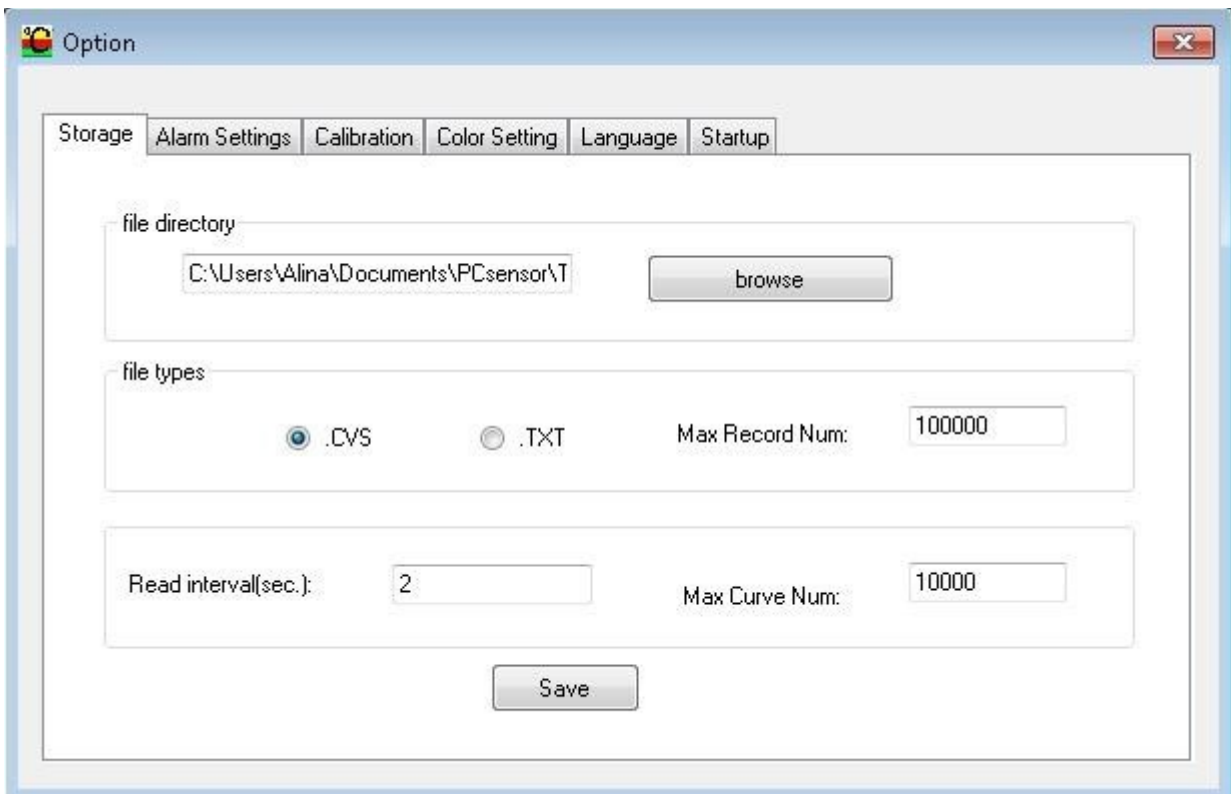 Option
Storage Alarm Settings Calibration Color Setting Language Startup
file directory
C:\Users\Alina\Documents\PCsensor\T browse
file types
.CVS .TXT Max Record Num: 100000
Read interval(sec.): 2 Max Curve Num: 10000
Save